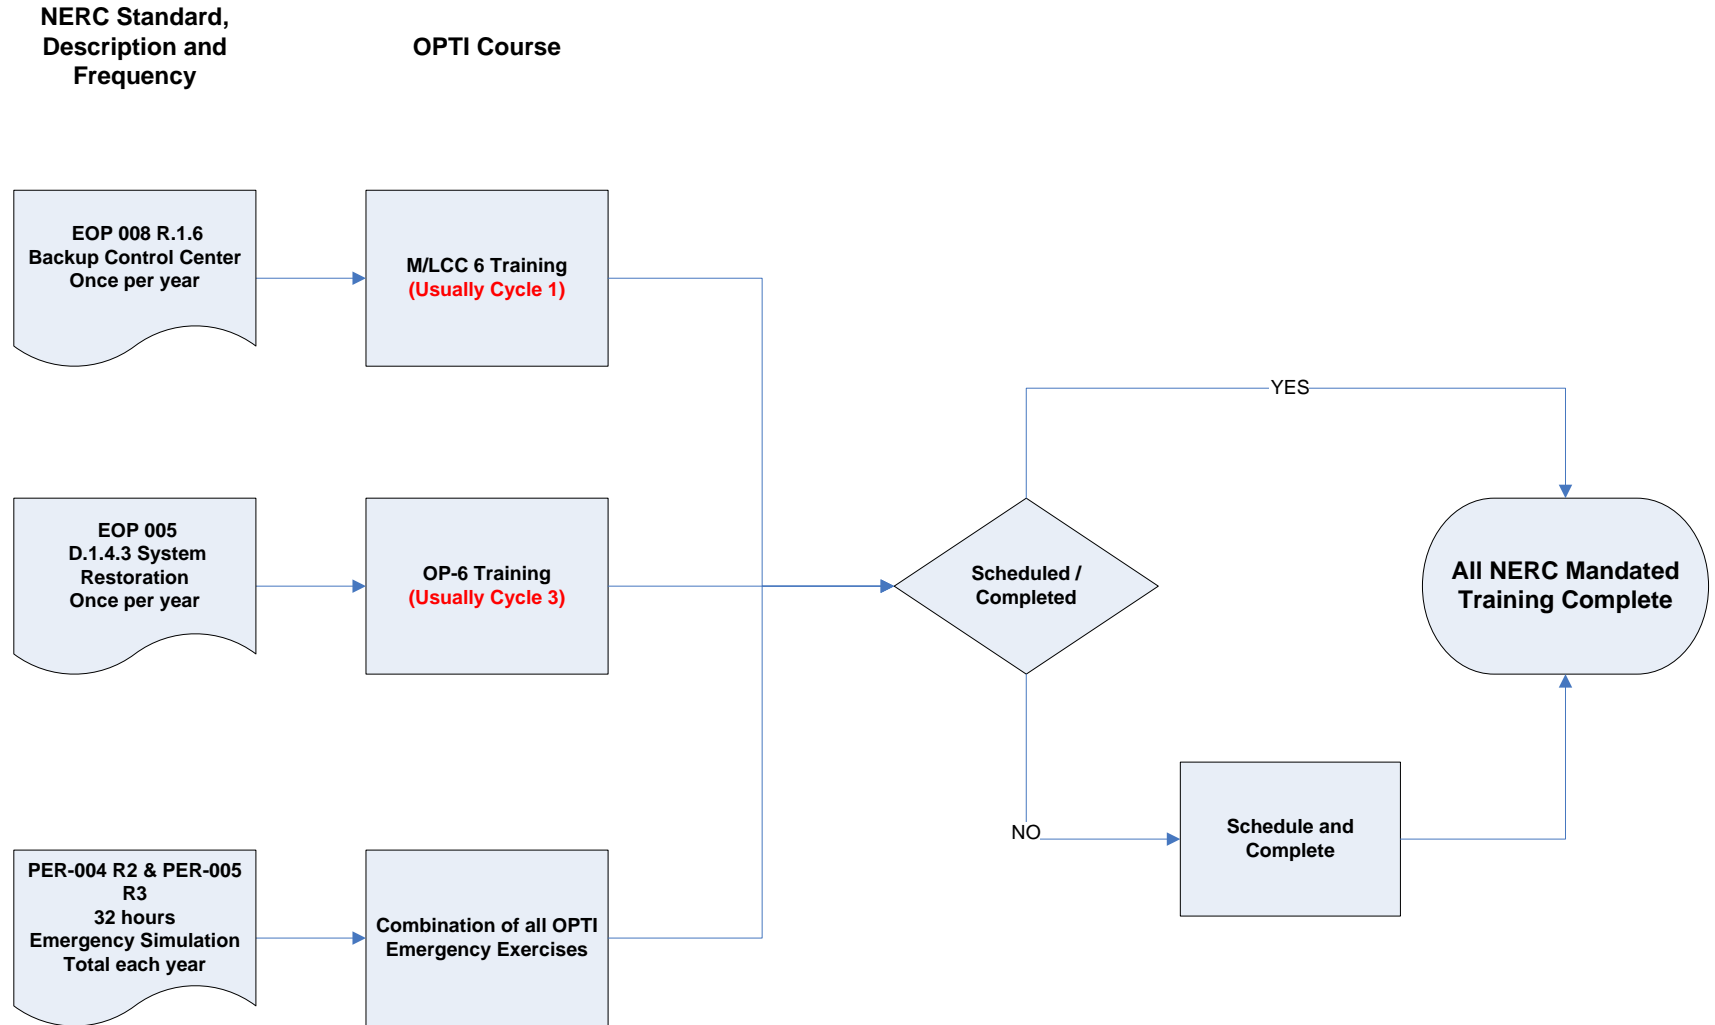 NERC Standard,
Description and
Frequency
OPTI Course
EOP 008 R.1.6
Backup Control Center
Once per year
M/LCC 6 Training
(Usually Cycle 1)
YES
EOP 005
D.1.4.3 System
Restoration
Once per year
OP-6 Training
(Usually Cycle 3)
Scheduled /
Completed
All NERC Mandated
Training Complete
NO
Schedule and
Complete
PER-004 R2 & PER-005
R3
32 hours
Emergency Simulation
Total each year
Combination of all OPTI
Emergency Exercises